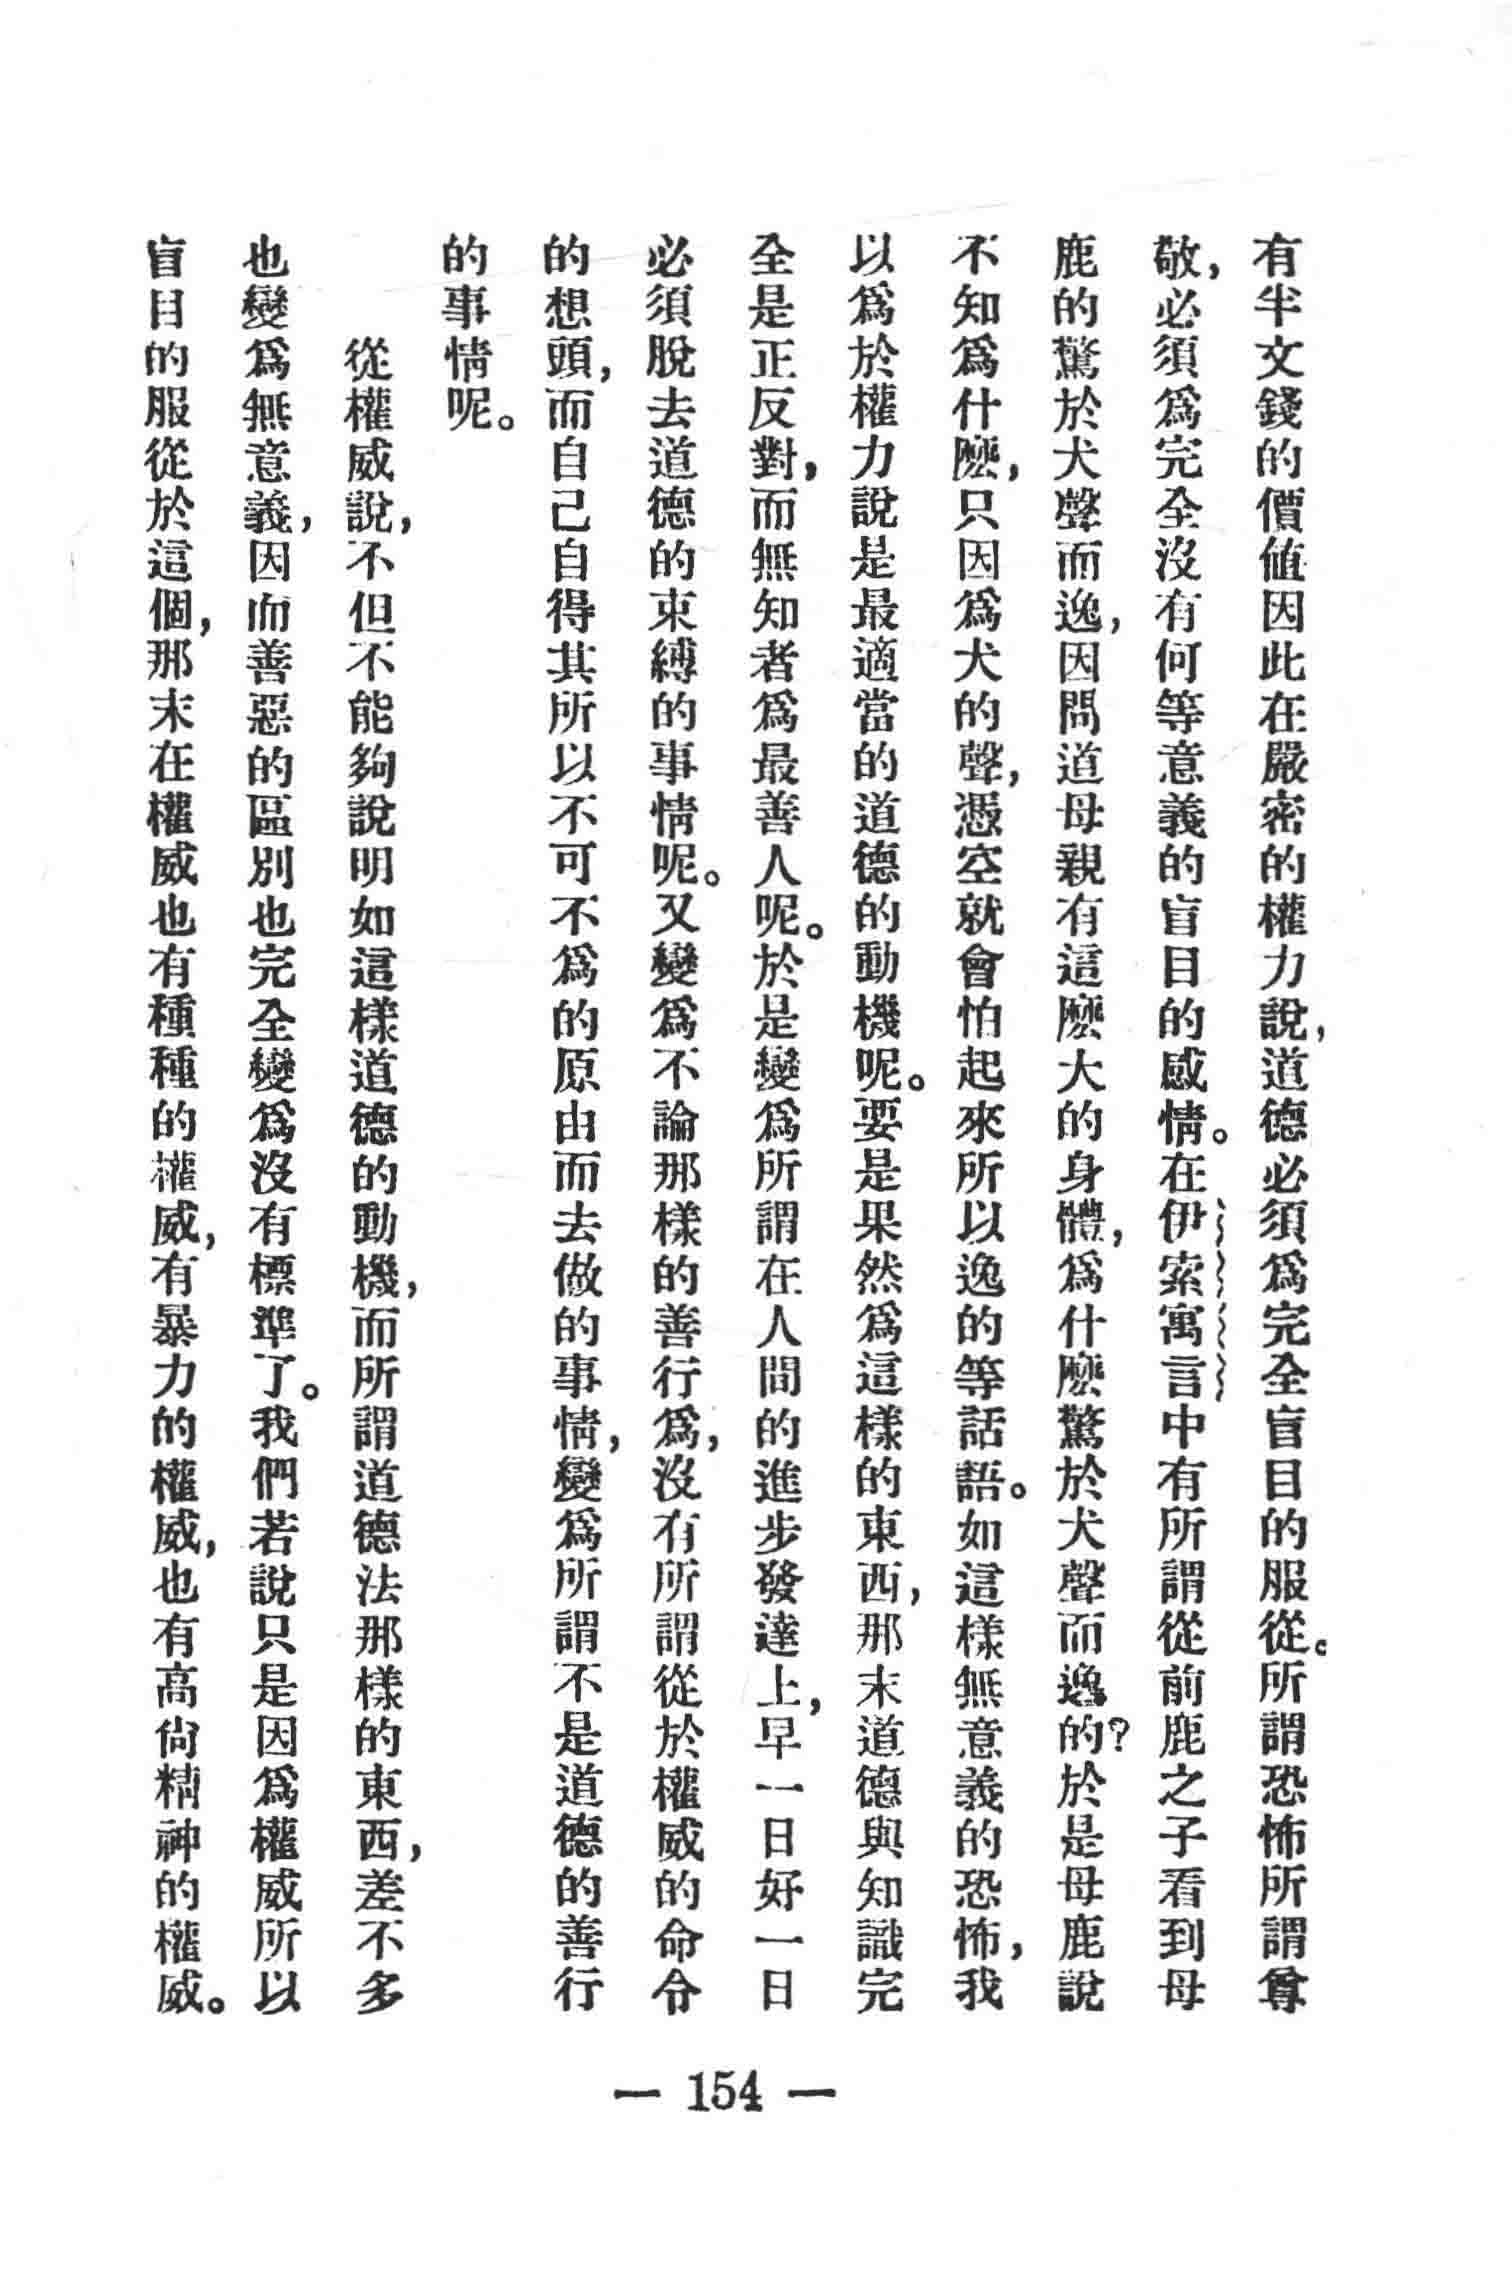 有半文錢的價值因此在嚴密的權力說，道德必須爲完全盲目的服從。所謂恐怖所謂尊
敬，必須爲完全沒有何等意義的盲目的感情。在伊索寓言中有所謂從前鹿之子看到母
鹿的驚於犬聲而逸，因問道母親有這麽大的身體，爲什麽驚於犬聲而逸的？於是母鹿說
不知爲什麽，只因爲犬的聲，憑空就會怕起來所以逸的等話語。如這樣無意義的恐怖，我
以爲於權力說是最適當的道德的動機呢。要是果然爲這樣的東西，那末道德與知識完
全是正反對，而無知者爲最善人呢。於是變爲所謂在人間的進步發達上，早一日好一日
必須脫去道德的束縛的事情呢。又變爲不論那樣的善行爲，沒有所謂從於權威的命令
的想頭，而自己自得其所以不可不爲的原由而去做的事情，變爲所謂不是道德的善行
的事情呢。
從權威說，不但不能夠說明如這樣道德的動機，而所謂道德法那樣的東西，差不多
也變爲無意義，因而善惡的區別也完全變爲沒有標準了。我們若說只是因爲權威所以
盲目的服從於這個，那末在權威也有種種的權威，有暴力的權威，也有高尙精神的權威。
— 154 —